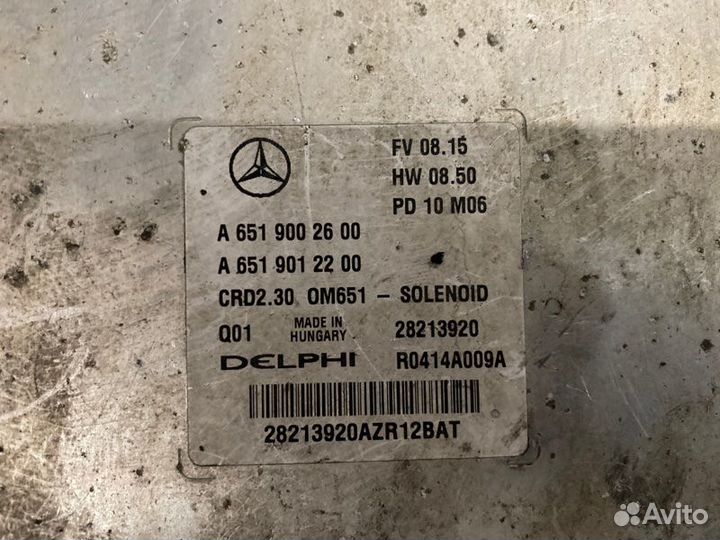 FV 08.15
HW 08.50
PD 10 M06
A 651 900 26 00
A 651 901 22 00
CRD2.30 OM651 – SOLENOID
Q01 MADE IN HUNGARY 28213920
DELPHI R0414A009A
28213920AZR12BAT
Avito